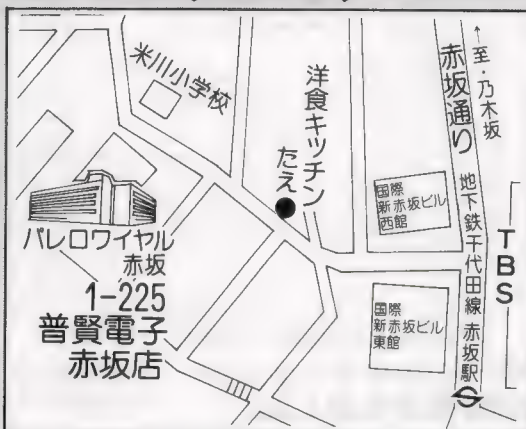 米川小学校
洋食キッチン
たえ
赤坂通り
←至・乃木坂
地下鉄千代田線 赤坂駅
TBS
国際
新赤坂ビル
西館
国際
新赤坂ビル
東館
パレロワイヤル
赤坂
1-225
普賢電子
赤坂店